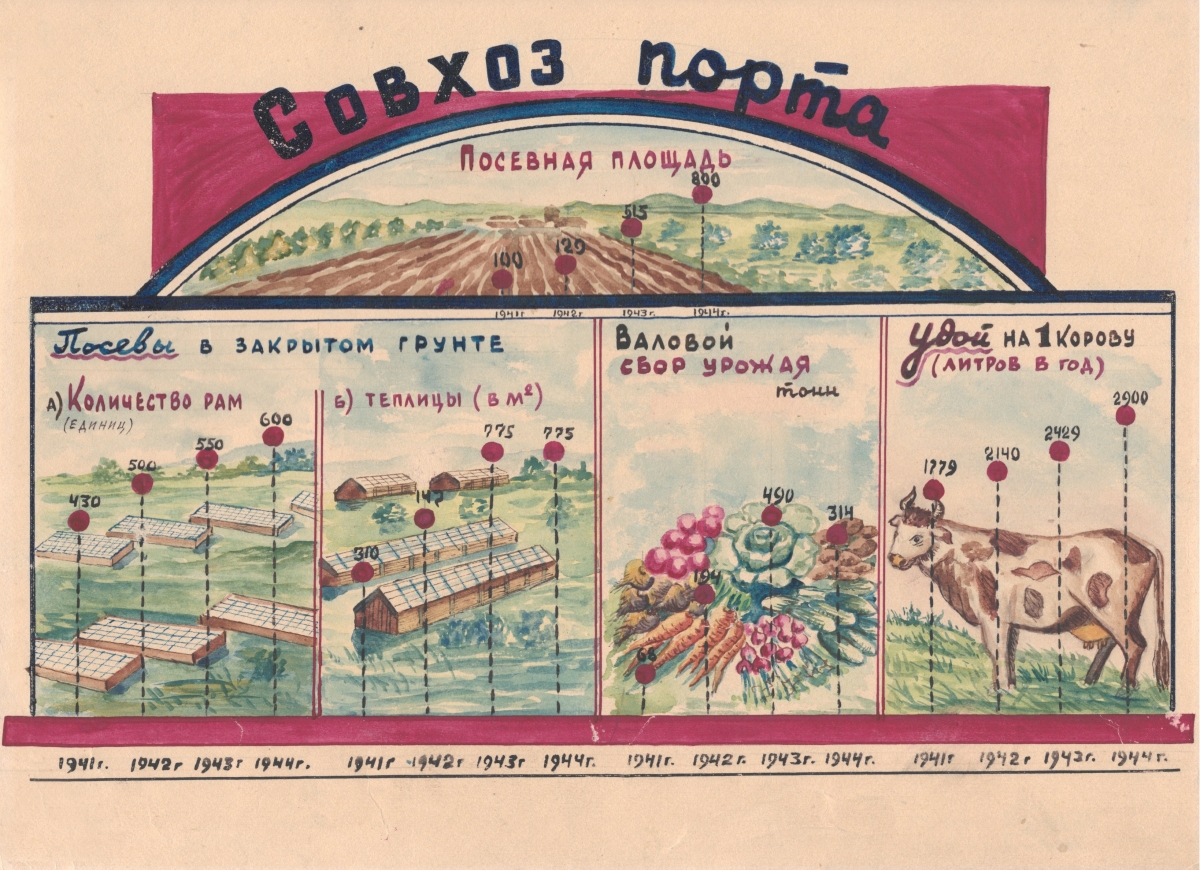 Совхоз порта
Посевная площадь
100 129 515 800
1941г 1942г 1943г. 1944г.
Посевы в закрытом грунте
а) Количество рам
(единиц)
430 500 550 600
Б) теплицы (в м²)
310 147 775 775
Валовой
сбор урожая
тонн
194 490 314
Удой на 1 корову
(литров в год)
1779 2140 2429 2900
1941г. 1942г 1943г 1944г. 1941г 1942г 1943г 1944г. 1941г. 1942г. 1943г. 1944г. 1941г 1942г 1943г. 1944г.